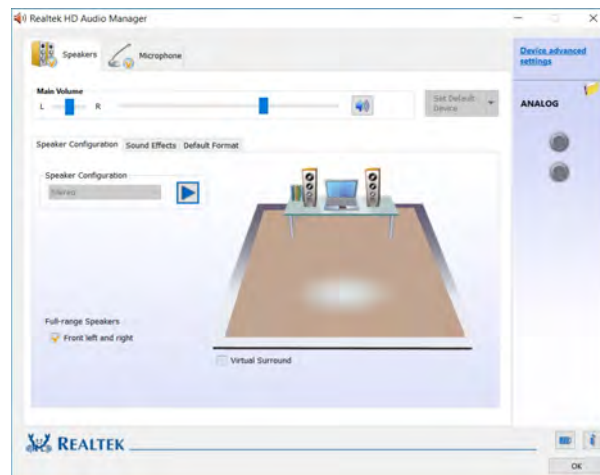 Realtek HD Audio Manager
Speakers
Microphone
Device advanced
settings
Main Volume
L
R
Set Default
Device
ANALOG
Speaker Configuration
Sound Effects
Default Format
Speaker Configuration
Stereo
Full-range Speakers
Front left and right
Virtual Surround
REALTEK
OK